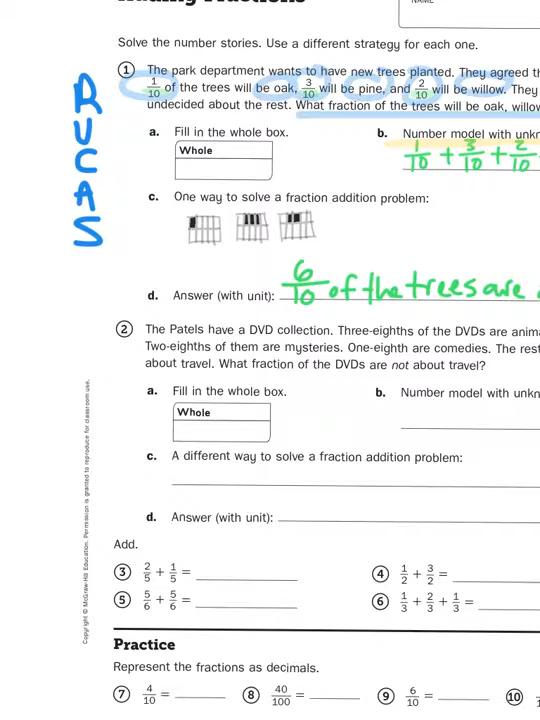 NAME
Solve the number stories. Use a different strategy for each one.
1 The park department wants to have new trees planted. They agreed
1/10 of the trees will be oak, 3/10 will be pine, and 2/10 will be willow. They
undecided about the rest. What fraction of the trees will be oak,
a. Fill in the whole box.
Whole
b. Number model with
1/10 + 3/10 + 2/10
c. One way to solve a fraction addition problem:
d. Answer (with unit): 6/10 of the trees are
RUCAS
2 The Patels have a DVD collection. Three-eighths of the DVDs are
Two-eighths of them are mysteries. One-eighth are comedies. The rest
about travel. What fraction of the DVDs are not about travel?
a. Fill in the whole box.
Whole
b. Number model with
c. A different way to solve a fraction addition problem:
d. Answer (with unit):
Add.
3 2/5 + 1/5 =
4 1/2 + 3/2 =
5 5/6 + 5/6 =
6 1/3 + 2/3 + 1/3 =
Practice
Represent the fractions as decimals.
7 4/10 =
8 40/100 =
9 6/10 =
10
Copyright © McGraw-Hill Education. Permission is granted to reproduce for classroom use.